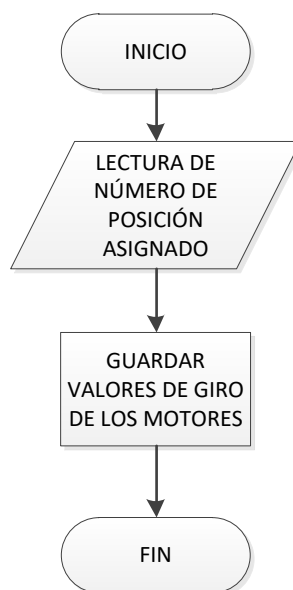 INICIO
LECTURA DE
NÚMERO DE
POSICIÓN
ASIGNADO
GUARDAR
VALORES DE GIRO
DE LOS MOTORES
FIN